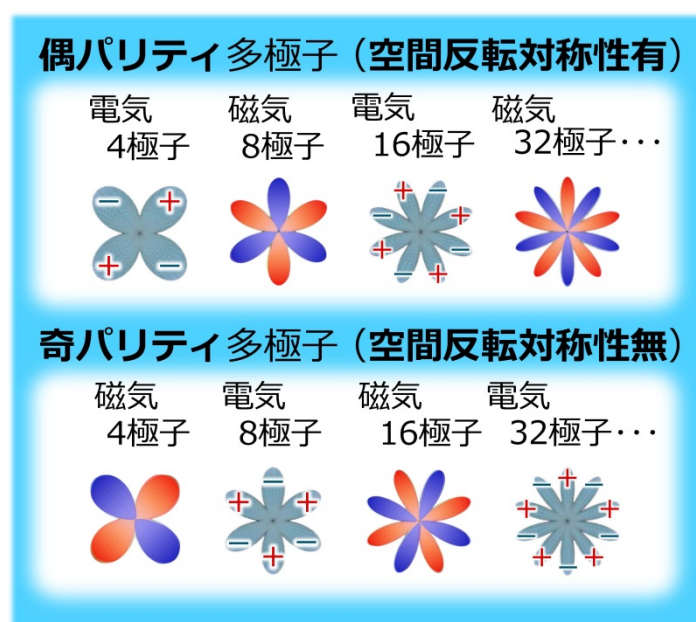 偶パリティ多極子（空間反転対称性有）
電気 磁気 電気 磁気
4極子 8極子 16極子 32極子･･･
− +
+ −
+ −
− +
+ −
− +
奇パリティ多極子（空間反転対称性無）
磁気 電気 磁気 電気
4極子 8極子 16極子 32極子･･･
−
+ +
− −
+
+
− −
+ +
− −
+ +
−